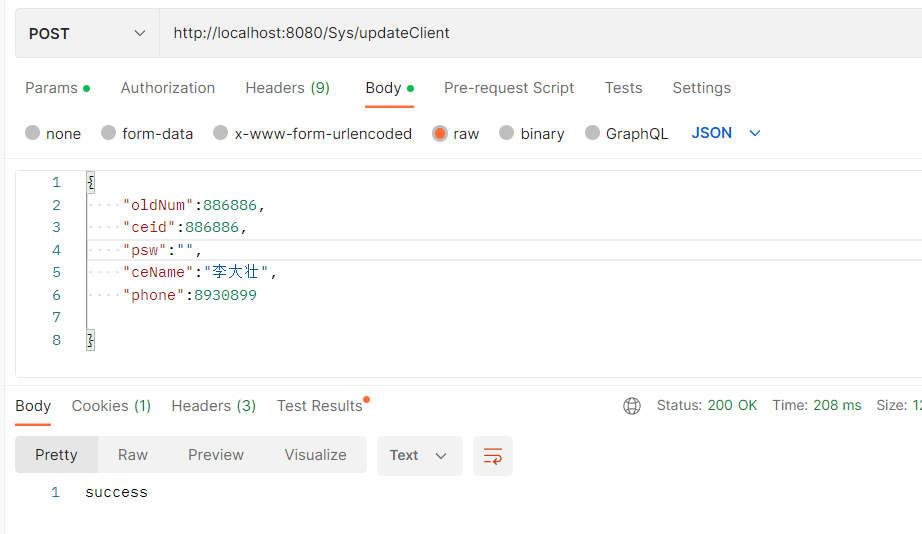 POST http://localhost:8080/Sys/updateClient
Params Authorization Headers (9) Body Pre-request Script Tests Settings
none form-data x-www-form-urlencoded raw binary GraphQL JSON
1 {
2 "oldNum":886886,
3 "ceid":886886,
4 "psw":"",
5 "ceName":"李大壮",
6 "phone":8930899
7
8 }
Body Cookies (1) Headers (3) Test Results Status: 200 OK Time: 208 ms Size:
Pretty Raw Preview Visualize Text
1 success